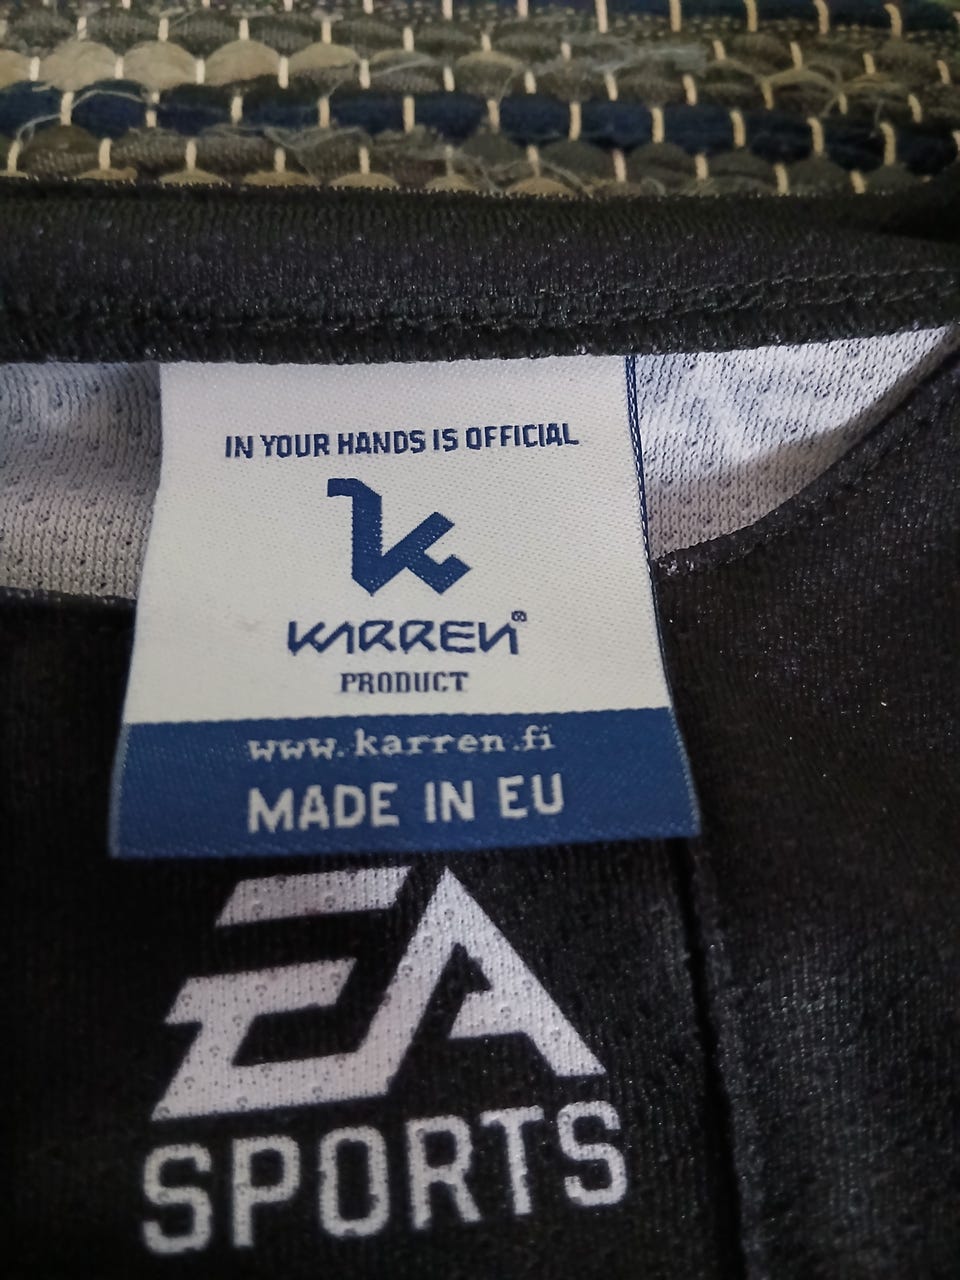 IN YOUR HANDS IS OFFICIAL
k
KARREN®
PRODUCT
www.karren.fi
MADE IN EU
EA
SPORTS